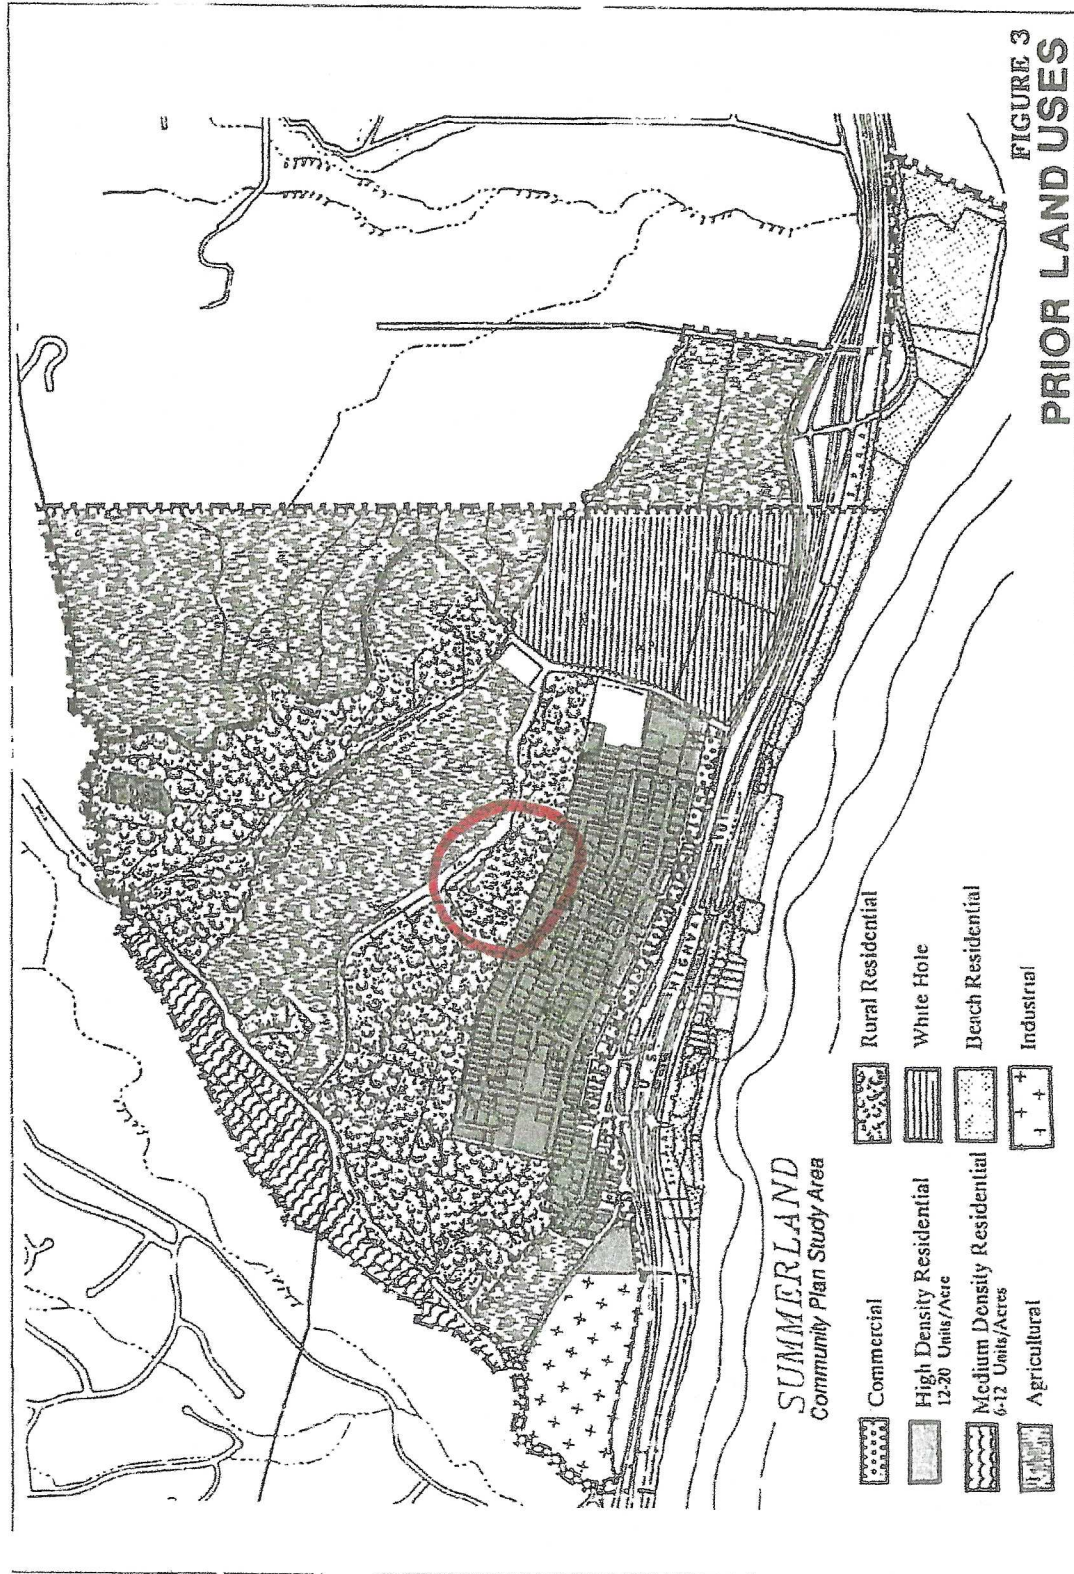 FIGURE 3
PRIOR LAND USES
U S HIGHWAY 101
S.P.R.R.
SUMMERLAND
Community Plan Study Area
Commercial
High Density Residential
12-20 Units/Acre
Medium Density Residential
6-12 Units/Acres
Agricultural
Rural Residential
White Hole
Beach Residential
Industrial